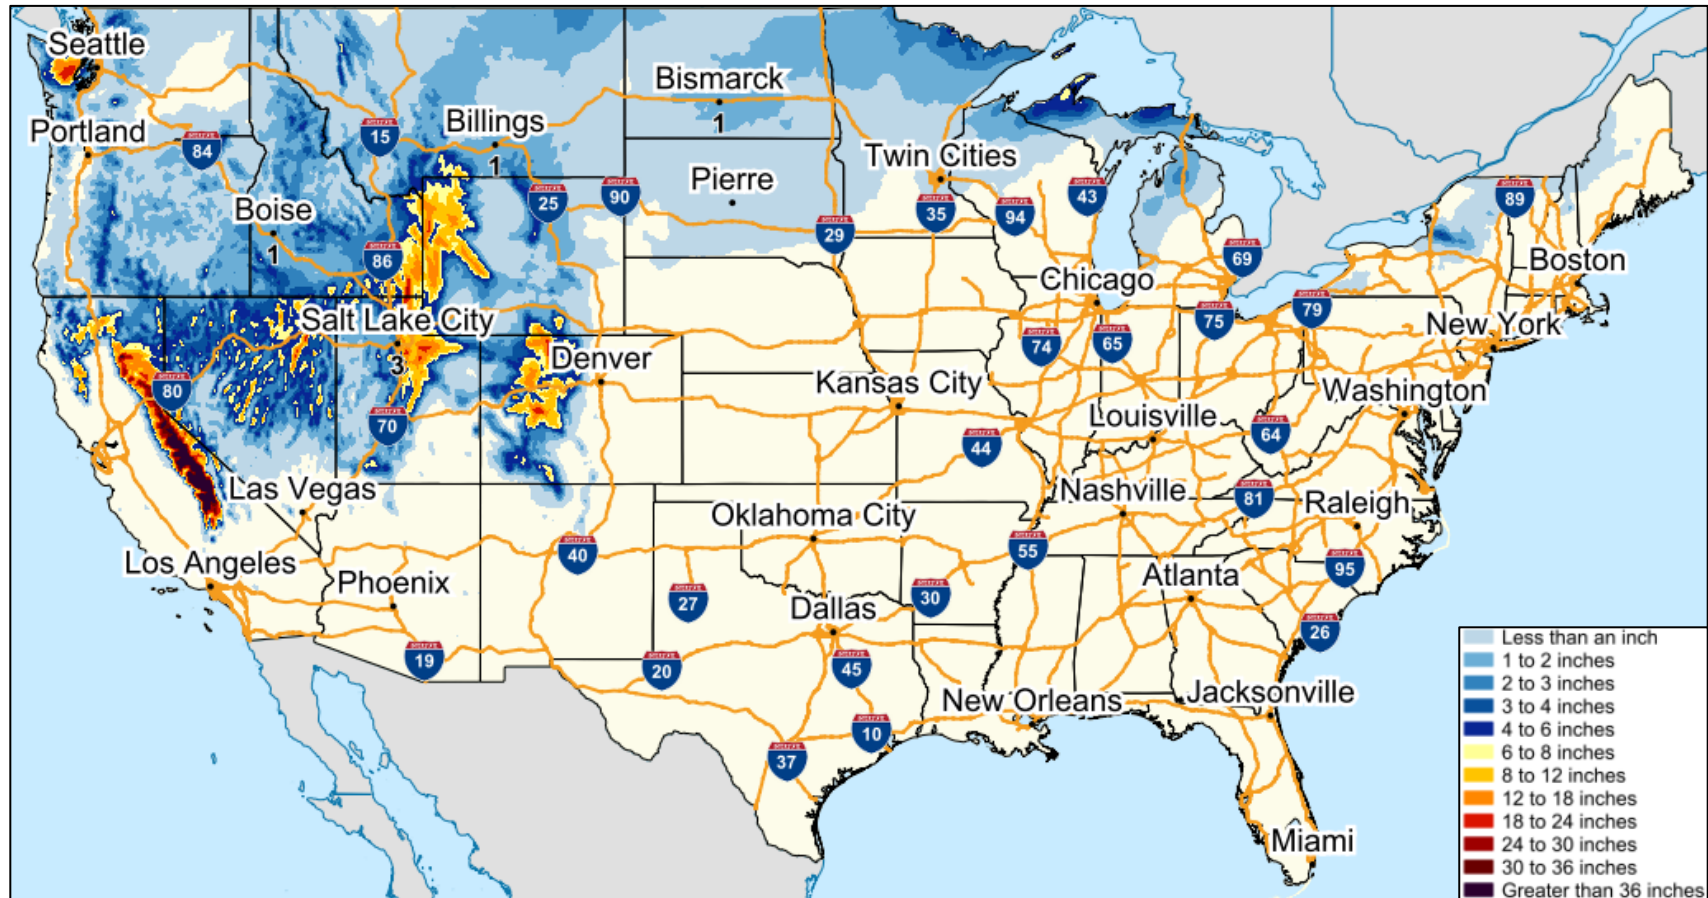 Seattle
Portland
84
15
Billings
1
Bismarck
1
Boise
1
86
25
90
Pierre
Twin Cities
29
35
94
43
69
89
Boston
Salt Lake City
3
80
70
Denver
Chicago
74
65
75
79
New York
Kansas City
44
Louisville
64
Washington
Las Vegas
Los Angeles
Phoenix
19
40
Oklahoma City
27
20
Dallas
45
30
55
Nashville
81
Raleigh
95
Atlanta
26
37
10
New Orleans
Jacksonville
Miami
Less than an inch
1 to 2 inches
2 to 3 inches
3 to 4 inches
4 to 6 inches
6 to 8 inches
8 to 12 inches
12 to 18 inches
18 to 24 inches
24 to 30 inches
30 to 36 inches
Greater than 36 inches